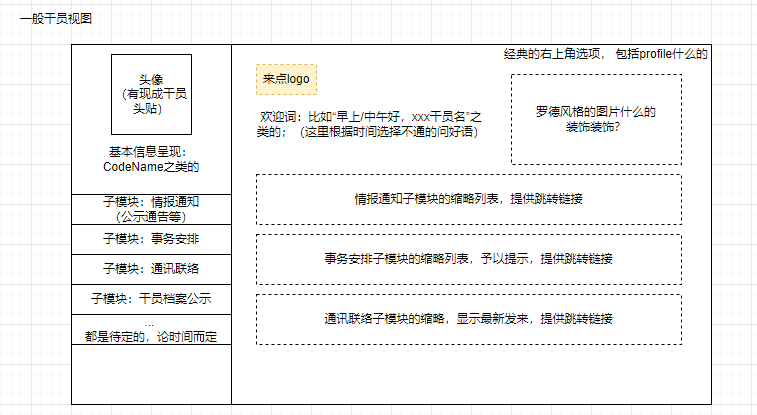 一般干员视图
经典的右上角选项， 包括profile什么的
头像
（有现成干员
头贴）
基本信息呈现：
CodeName之类的
来点logo
欢迎词：比如“早上/中午好，xxx干员名”之
类的；（这里根据时间选择不通的问好语）
罗德风格的图片什么的
装饰装饰？
子模块：情报通知
（公示通告等）
子模块：事务安排
子模块：通讯联络
子模块：干员档案公示
...
都是待定的，论时间而定
情报通知子模块的缩略列表，提供跳转链接
事务安排子模块的缩略列表，予以提示，提供跳转链接
通讯联络子模块的缩略，显示最新发来，提供跳转链接